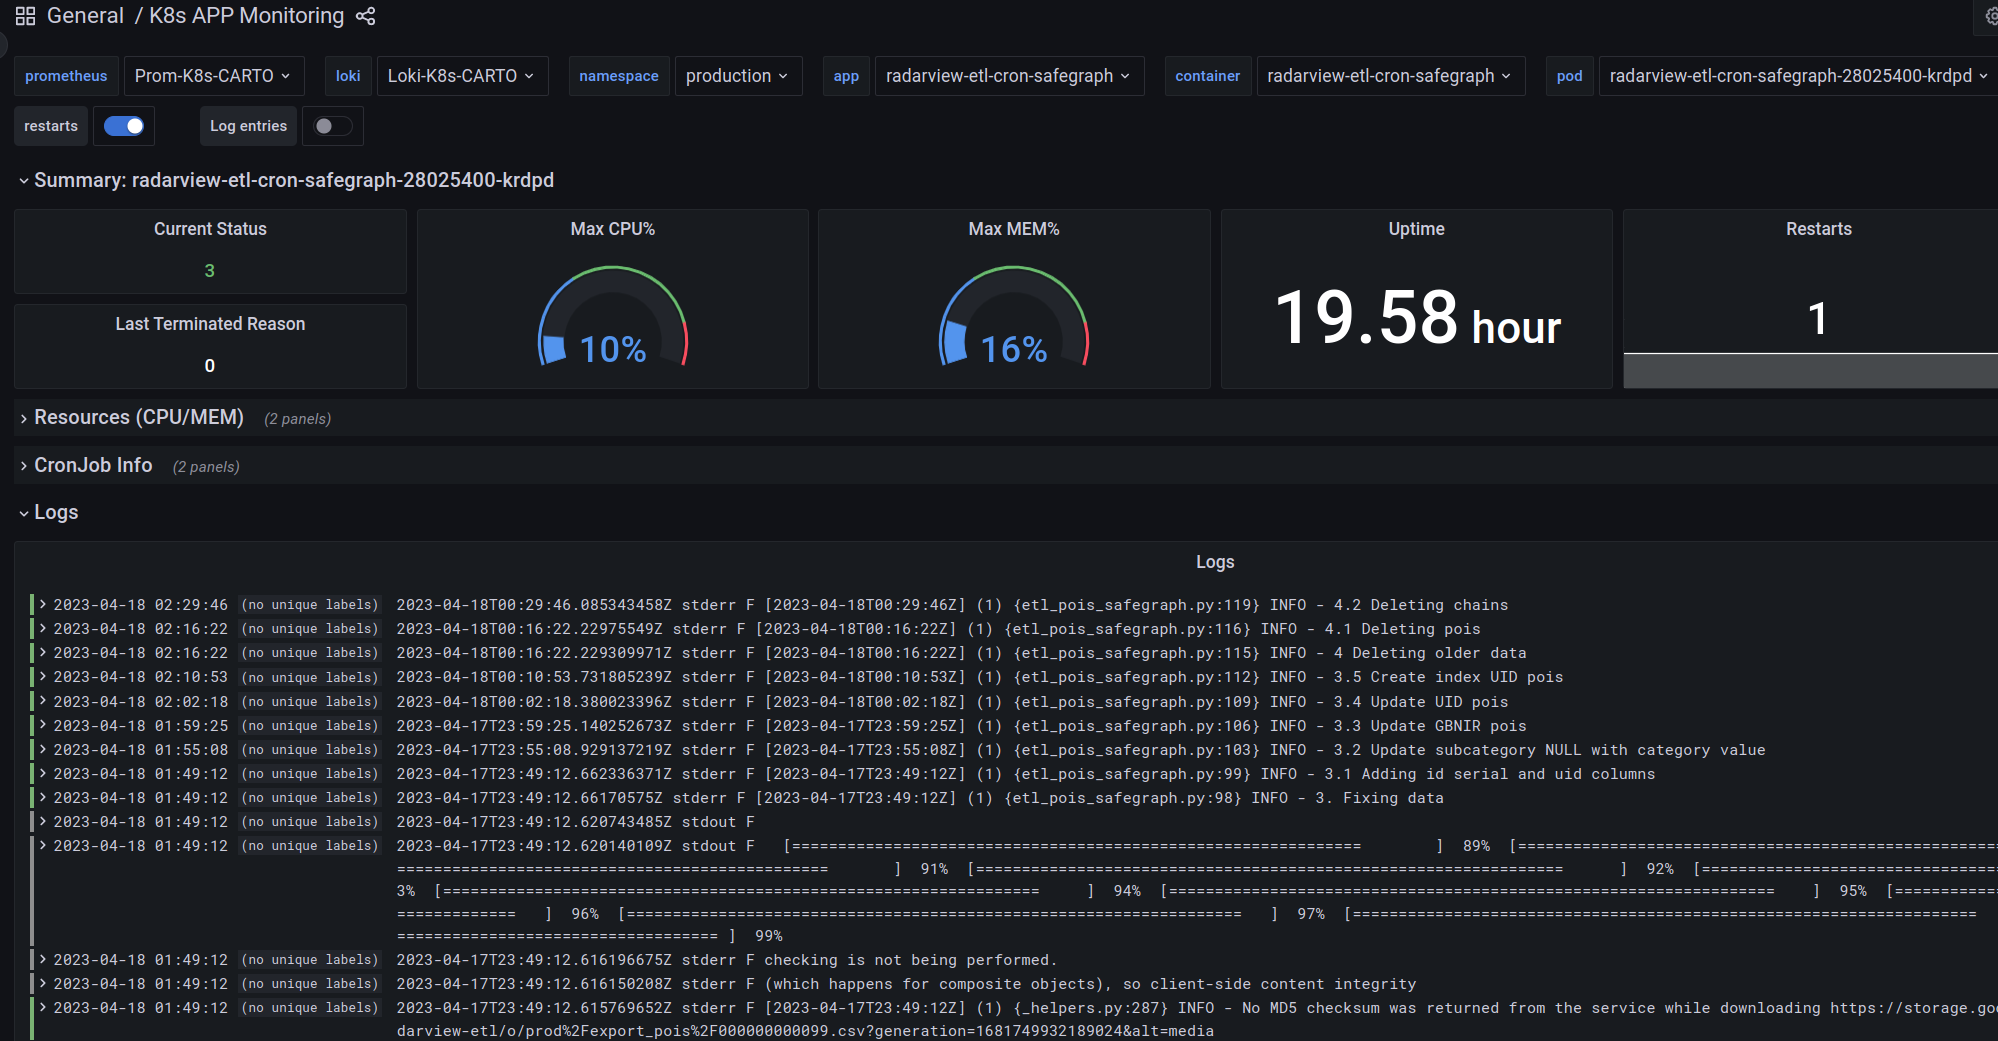 General / K8s APP Monitoring
prometheus Prom-K8s-CARTO loki Loki-K8s-CARTO namespace production app radarview-etl-cron-safegraph container radarview-etl-cron-safegraph pod radarview-etl-cron-safegraph-28025400-krdpd
restarts Log entries
Summary: radarview-etl-cron-safegraph-28025400-krdpd
Current Status
3
Last Terminated Reason
0
Max CPU%
10%
Max MEM%
16%
Uptime
19.58 hour
Restarts
1
Resources (CPU/MEM) (2 panels)
CronJob Info (2 panels)
Logs
Logs
2023-04-18 02:29:46 (no unique labels) 2023-04-18T00:29:46.085343458Z stderr F [2023-04-18T00:29:46Z] (1) {etl_pois_safegraph.py:119} INFO - 4.2 Deleting chains
2023-04-18 02:16:22 (no unique labels) 2023-04-18T00:16:22.22975549Z stderr F [2023-04-18T00:16:22Z] (1) {etl_pois_safegraph.py:116} INFO - 4.1 Deleting pois
2023-04-18 02:16:22 (no unique labels) 2023-04-18T00:16:22.229309971Z stderr F [2023-04-18T00:16:22Z] (1) {etl_pois_safegraph.py:115} INFO - 4 Deleting older data
2023-04-18 02:10:53 (no unique labels) 2023-04-18T00:10:53.731805239Z stderr F [2023-04-18T00:10:53Z] (1) {etl_pois_safegraph.py:112} INFO - 3.5 Create index UID pois
2023-04-18 02:02:18 (no unique labels) 2023-04-18T00:02:18.380023396Z stderr F [2023-04-18T00:02:18Z] (1) {etl_pois_safegraph.py:109} INFO - 3.4 Update UID pois
2023-04-18 01:59:25 (no unique labels) 2023-04-17T23:59:25.140252673Z stderr F [2023-04-17T23:59:25Z] (1) {etl_pois_safegraph.py:106} INFO - 3.3 Update GBNIR pois
2023-04-18 01:55:08 (no unique labels) 2023-04-17T23:55:08.929137219Z stderr F [2023-04-17T23:55:08Z] (1) {etl_pois_safegraph.py:103} INFO - 3.2 Update subcategory NULL with category value
2023-04-18 01:49:12 (no unique labels) 2023-04-17T23:49:12.662336371Z stderr F [2023-04-17T23:49:12Z] (1) {etl_pois_safegraph.py:99} INFO - 3.1 Adding id serial and uid columns
2023-04-18 01:49:12 (no unique labels) 2023-04-17T23:49:12.66170575Z stderr F [2023-04-17T23:49:12Z] (1) {etl_pois_safegraph.py:98} INFO - 3. Fixing data
2023-04-18 01:49:12 (no unique labels) 2023-04-17T23:49:12.620743485Z stdout F
2023-04-18 01:49:12 (no unique labels) 2023-04-17T23:49:12.620140109Z stdout F [============================================================== ] 89% [====================================================
=============================================== ] 91% [================================================================ ] 92% [=================================
3% [================================================================= ] 94% [================================================================== ] 95% [============
============= ] 96% [=================================================================== ] 97% [====================================================================
=================================== ] 99%
2023-04-18 01:49:12 (no unique labels) 2023-04-17T23:49:12.616196675Z stderr F checking is not being performed.
2023-04-18 01:49:12 (no unique labels) 2023-04-17T23:49:12.616150208Z stderr F (which happens for composite objects), so client-side content integrity
2023-04-18 01:49:12 (no unique labels) 2023-04-17T23:49:12.615769652Z stderr F [2023-04-17T23:49:12Z] (1) {_helpers.py:287} INFO - No MD5 checksum was returned from the service while downloading https://storage.goo
darview-etl/o/prod%2Fexport_pois%2F000000000099.csv?generation=1681749932189024&alt=media